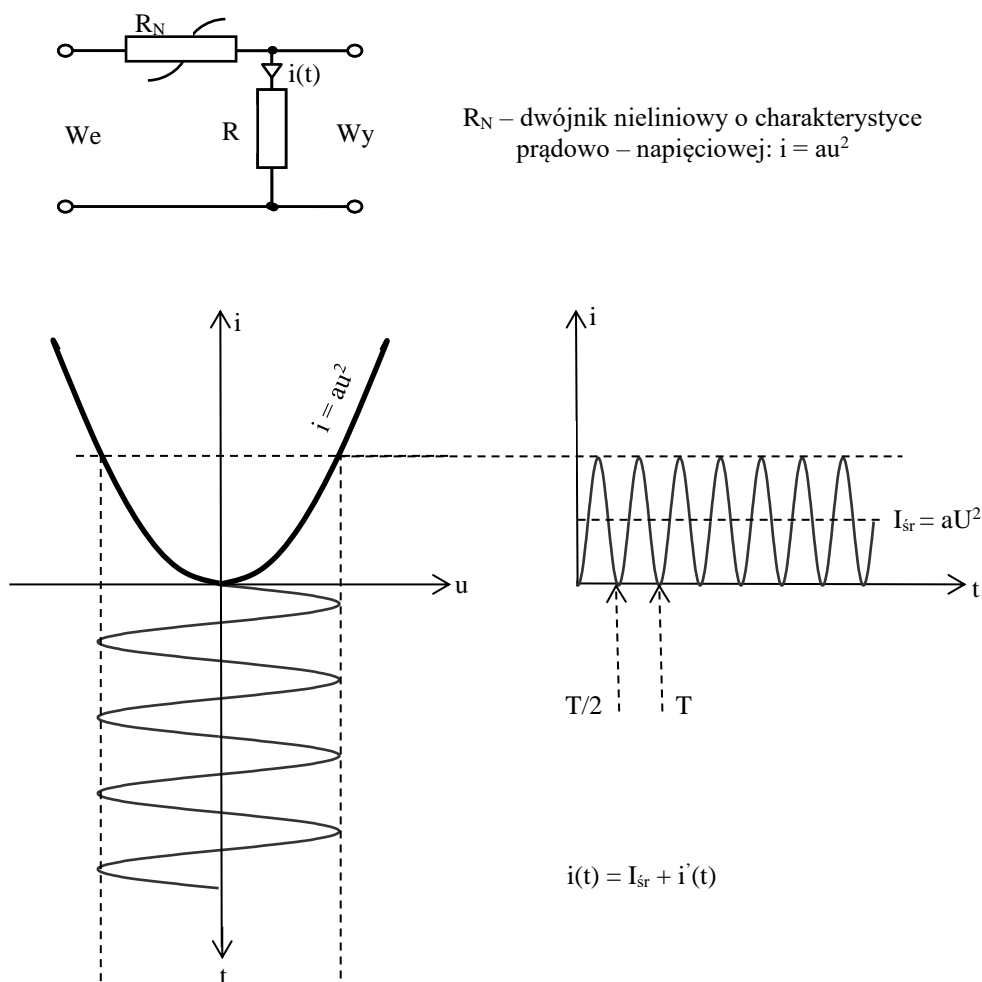 R_N
i(t)
We
R
Wy
R_N – dwójnik nieliniowy o charakterystyce
prądowo – napięciowej: i = au²
i
i = au²
u
t
i
I_śr = aU²
t
T/2
T
i(t) = I_śr + i’(t)